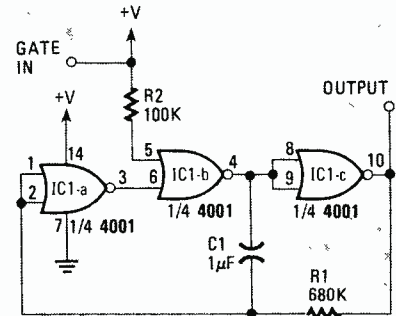 +V
GATE
IN
OUTPUT
+V
R2
100K
14
1
2
IC1-a
3
5
6
IC1-b
4
8
9
IC1-c
10
7
1/4 4001
1/4 4001
1/4 4001
C1
1µF
R1
680K